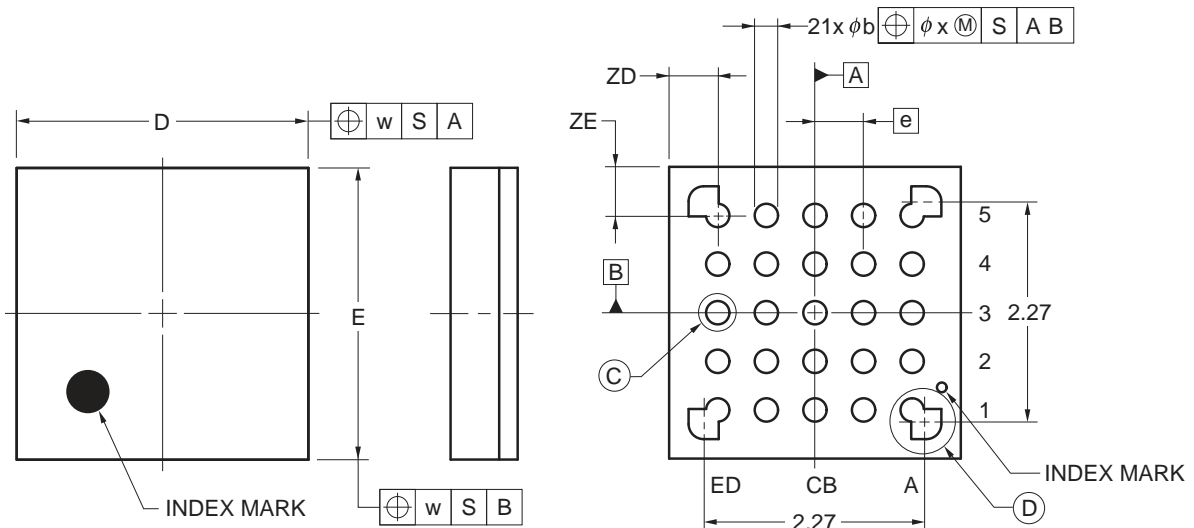 21x ϕb ⌖ ϕx Ⓜ S A B
ZD
A
D
⌖ w S A
ZE
e
5
4
B
E
3 2.27
C
2
1
INDEX MARK
ED CB A
INDEX MARK
D
⌖ w S B
2.27